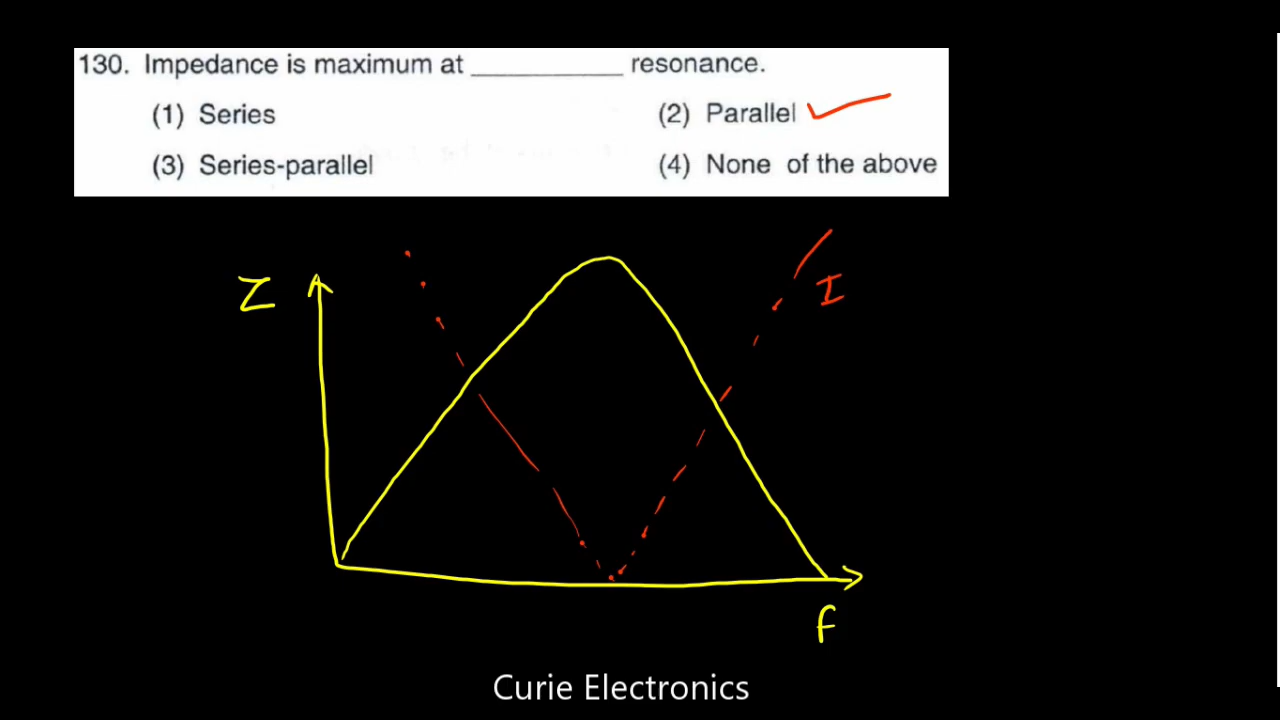 130. Impedance is maximum at __________ resonance.
(1) Series (2) Parallel
(3) Series-parallel (4) None of the above
Z
I
f
Curie Electronics